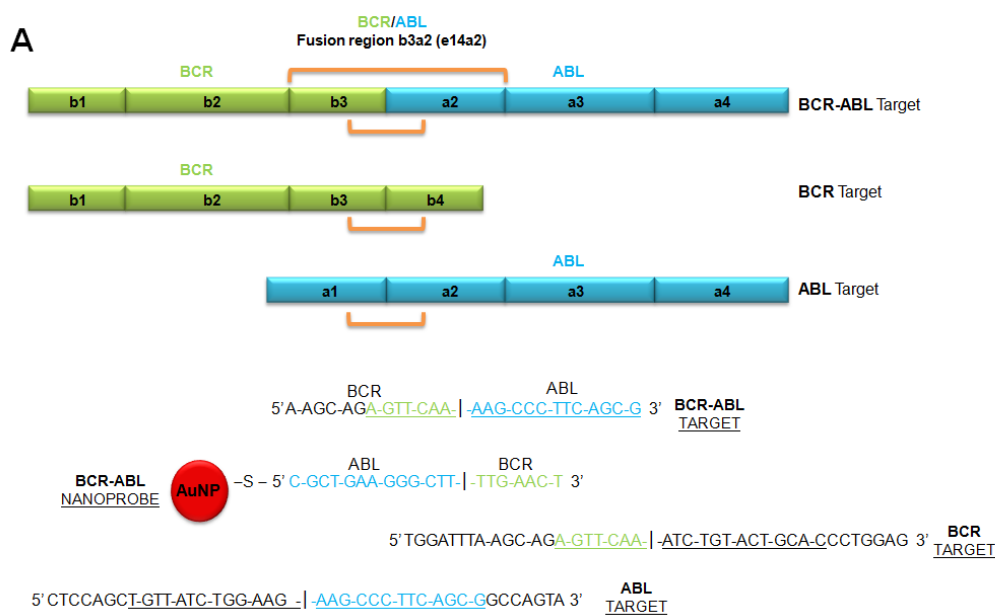 A
BCR/ABL
Fusion region b3a2 (e14a2)
BCR ABL
b1 b2 b3 a2 a3 a4 BCR-ABL Target
BCR
b1 b2 b3 b4 BCR Target
ABL
a1 a2 a3 a4 ABL Target
BCR ABL
5'A-AGC-AGA-GTT-CAA-|-AAG-CCC-TTC-AGC-G 3' BCR-ABL
TARGET
ABL BCR
BCR-ABL
NANOPROBE AuNP –S – 5' C-GCT-GAA-GGG-CTT-|-TTG-AAC-T 3'
5'TGGATTTA-AGC-AGA-GTT-CAA-|-ATC-TGT-ACT-GCA-CCCTGGAG 3' BCR
TARGET
5'CTCCAGCT-GTT-ATC-TGG-AAG -|-AAG-CCC-TTC-AGC-GGCCAGTA 3' ABL
TARGET